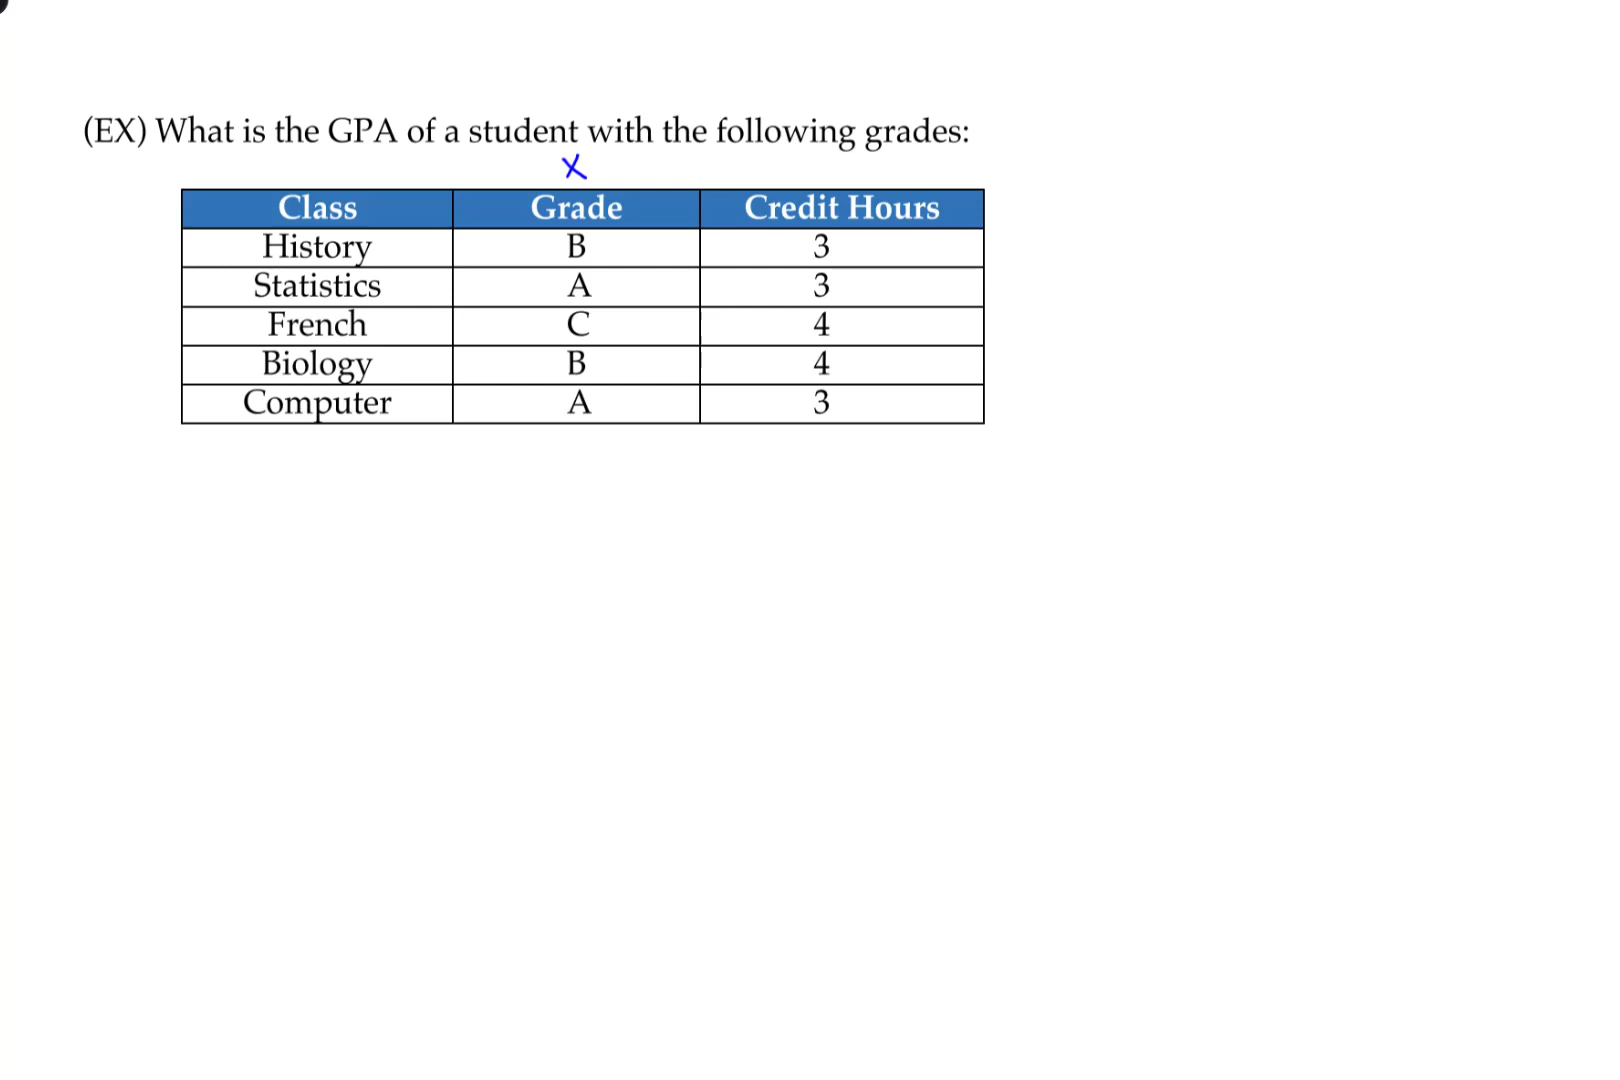 (EX) What is the GPA of a student with the following grades:
x
Class Grade Credit Hours
History B 3
Statistics A 3
French C 4
Biology B 4
Computer A 3